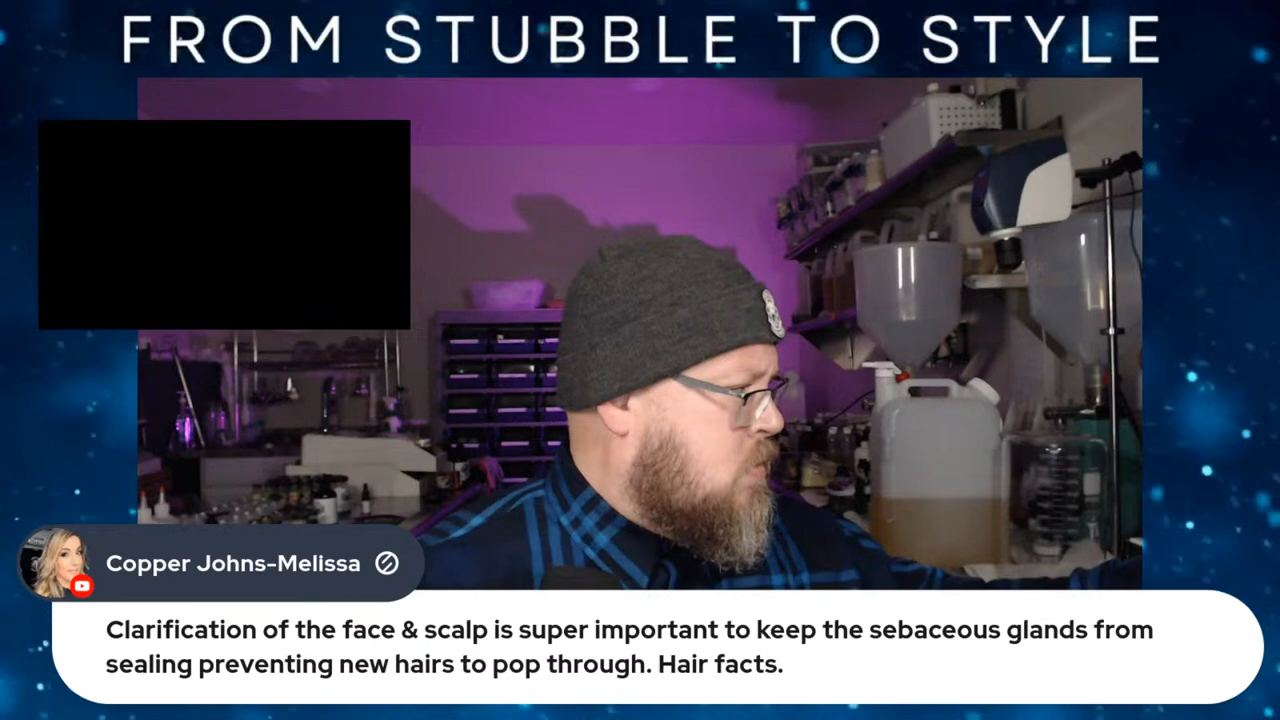 FROM STUBBLE TO STYLE
Copper Johns-Melissa
Clarification of the face & scalp is super important to keep the sebaceous glands from
sealing preventing new hairs to pop through. Hair facts.